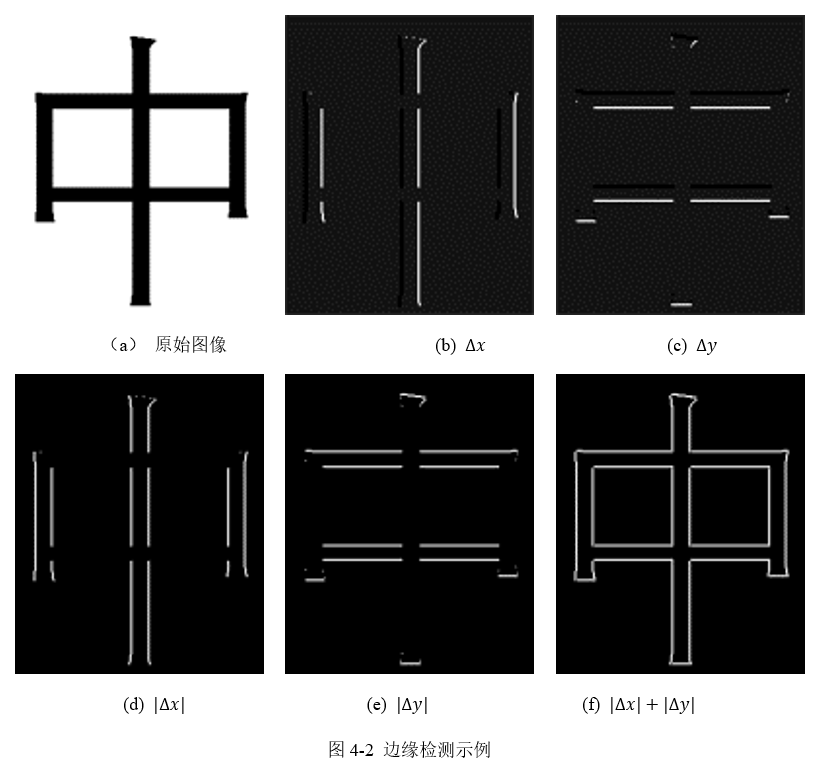 中
（a） 原始图像
(b) Δx
(c) Δy
(d) |Δx|
(e) |Δy|
(f) |Δx| + |Δy|
图 4-2 边缘检测示例